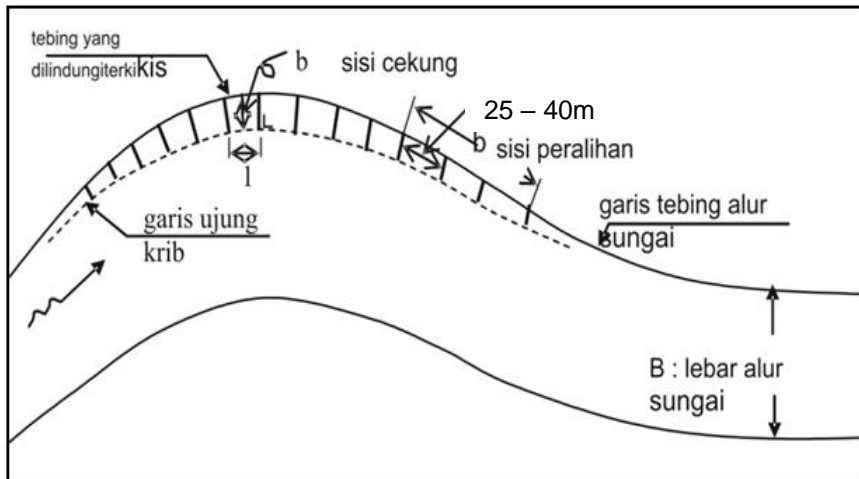 tebing yang
dilindungiterkikis
b
sisi cekung
25 – 40m
b
sisi peralihan
L
l
garis ujung
krib
garis tebing alur
sungai
B : lebar alur
sungai